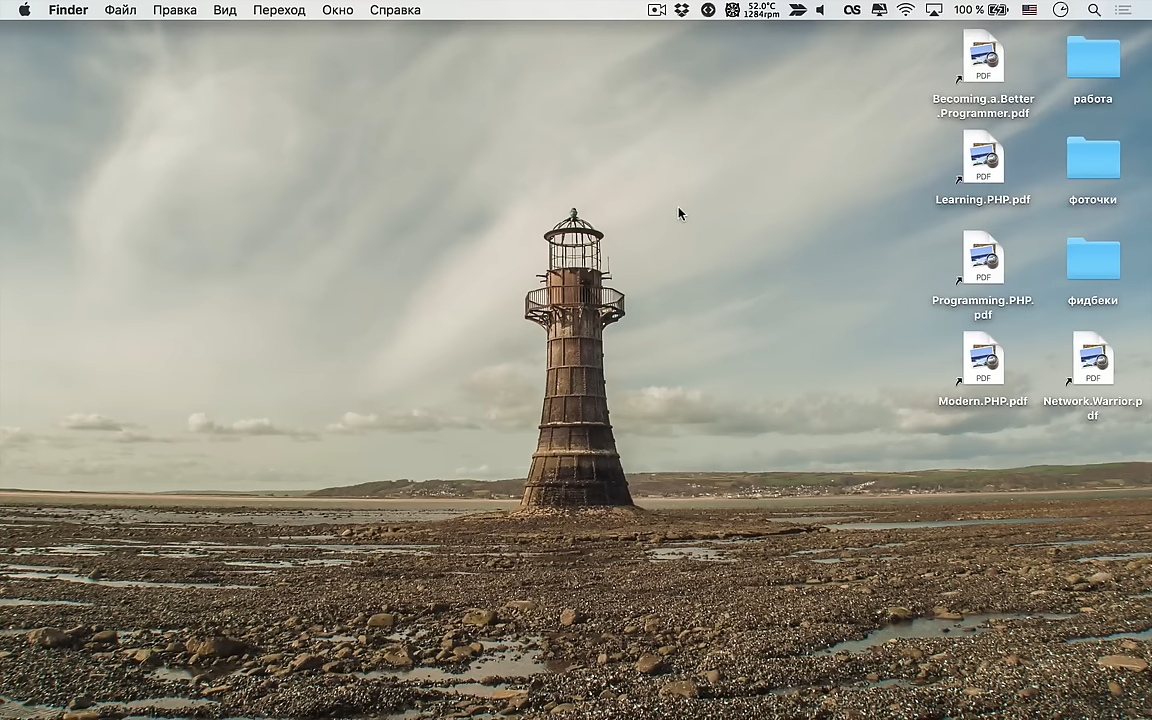 Finder Файл Правка Вид Переход Окно Справка
52.0°C
1284rpm
100 %
PDF
Becoming.a.Better
.Programmer.pdf
работа
PDF
Learning.PHP.pdf
фоточки
PDF
Programming.PHP.
pdf
фидбеки
PDF
Modern.PHP.pdf
PDF
Network.Warrior.p
df